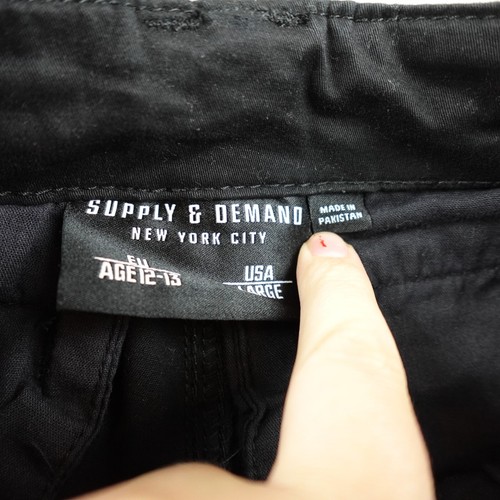 SUPPLY & DEMAND
NEW YORK CITY
EU
AGE 12-13
USA
LARGE
MADE IN
PAKISTAN